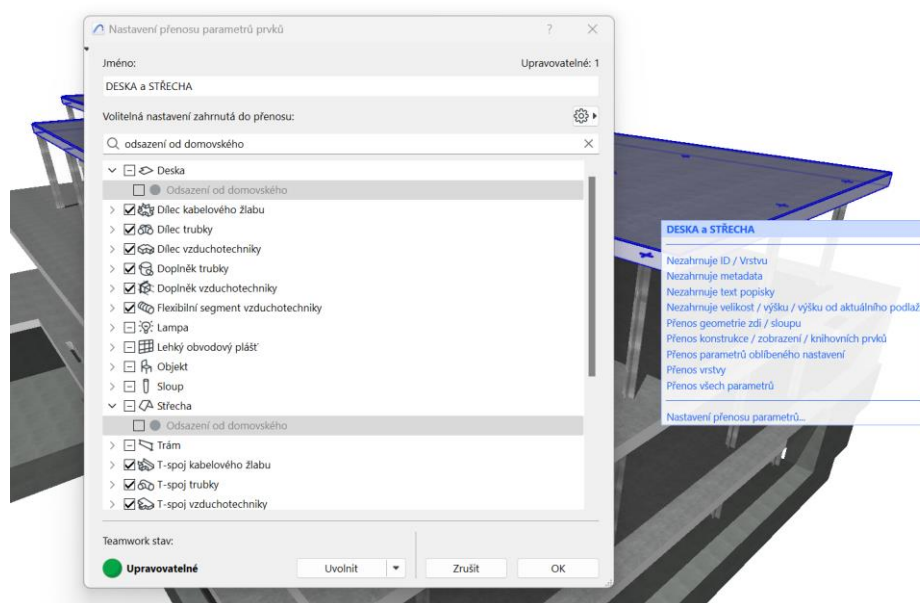 Nastavení přenosu parametrů prvků
Jméno:
Upravovatelné: 1
DESKA a STŘECHA
Volitelná nastavení zahrnutá do přenosu:
odsazení od domovského
Deska
Odsazení od domovského
Dílec kabelového žlabu
Dílec trubky
Dílec vzduchotechniky
Doplněk trubky
Doplněk vzduchotechniky
Flexibilní segment vzduchotechniky
Lampa
Lehký obvodový plášť
Objekt
Sloup
Střecha
Odsazení od domovského
Trám
T-spoj kabelového žlabu
T-spoj trubky
T-spoj vzduchotechniky
Teamwork stav:
Upravovatelné
Uvolnit
Zrušit
OK
DESKA a STŘECHA
Nezahrnuje ID / Vrstvu
Nezahrnuje metadata
Nezahrnuje text popisky
Nezahrnuje velikost / výšku / výšku od aktuálního podlaž
Přenos geometrie zdi / sloupu
Přenos konstrukce / zobrazení / knihovních prvků
Přenos parametrů oblíbeného nastavení
Přenos vrstvy
Přenos všech parametrů
Nastavení přenosu parametrů...